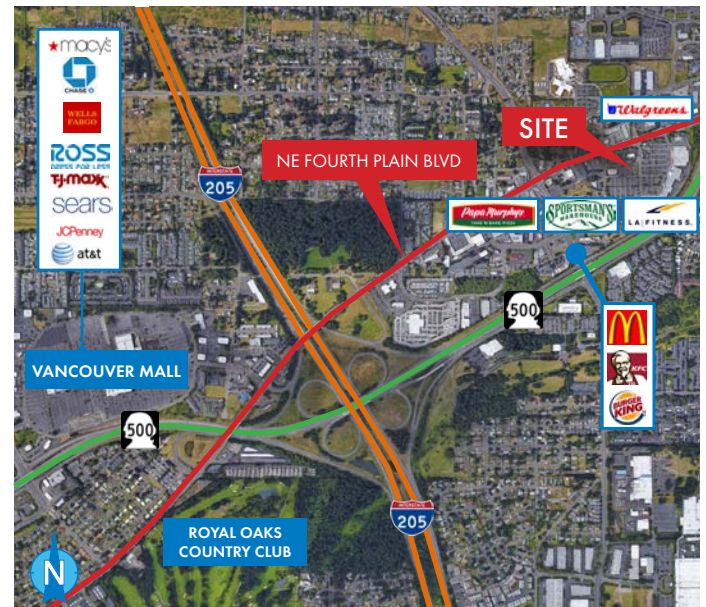 macy's
CHASE
WELLS
FARGO
ROSS
DRESS FOR LESS
T.J.maxx
sears
JCPenney
at&t
VANCOUVER MALL
INTERSTATE
205
NE FOURTH PLAIN BLVD
SITE
Walgreens
Papa Murphy's
TAKE 'N' BAKE PIZZA
SPORTSMAN'S
WAREHOUSE
LA|FITNESS.
500
KFC
BURGER
KING
500
INTERSTATE
205
ROYAL OAKS
COUNTRY CLUB
N